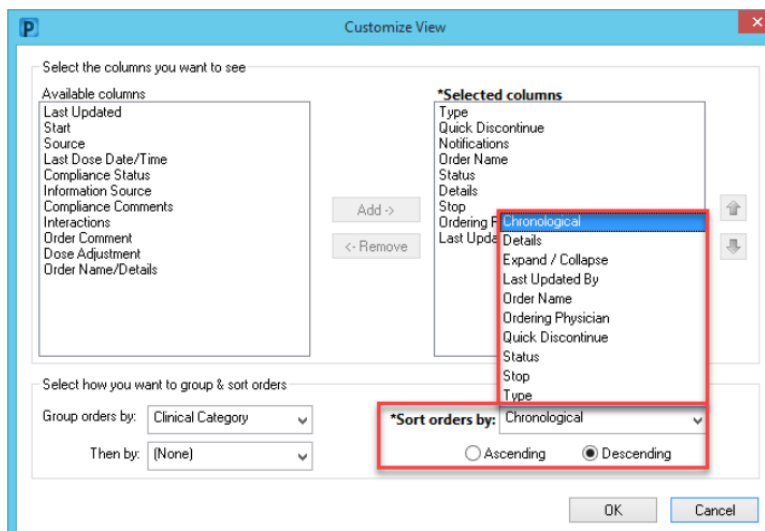 P
Customize View
Select the columns you want to see
Available columns
Last Updated
Start
Source
Last Dose Date/Time
Compliance Status
Information Source
Compliance Comments
Interactions
Order Comment
Dose Adjustment
Order Name/Details
Add ->
<- Remove
*Selected columns
Type
Quick Discontinue
Notifications
Order Name
Status
Details
Stop
Ordering
Last
Chronological
Details
Expand / Collapse
Last Updated By
Order Name
Ordering Physician
Quick Discontinue
Status
Stop
Type
Select how you want to group & sort orders
Group orders by: Clinical Category
Then by: (None)
*Sort orders by: Chronological
Ascending Descending
OK Cancel